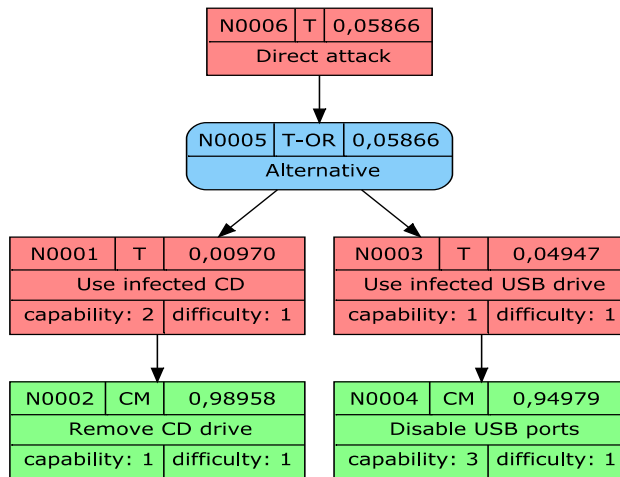 N0006 T 0,05866
Direct attack
N0005 T-OR 0,05866
Alternative
N0001 T 0,00970
Use infected CD
capability: 2 difficulty: 1
N0003 T 0,04947
Use infected USB drive
capability: 1 difficulty: 1
N0002 CM 0,98958
Remove CD drive
capability: 1 difficulty: 1
N0004 CM 0,94979
Disable USB ports
capability: 3 difficulty: 1